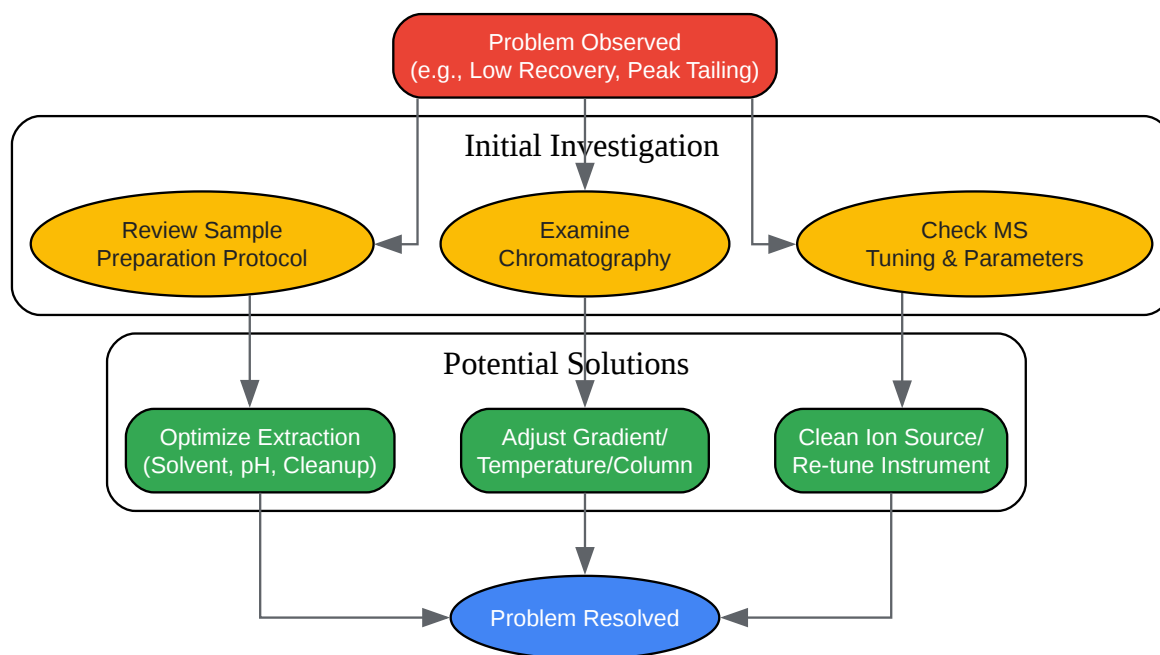 Problem Observed
(e.g., Low Recovery, Peak Tailing)
Initial Investigation
Review Sample
Preparation Protocol
Examine
Chromatography
Check MS
Tuning & Parameters
Potential Solutions
Optimize Extraction
(Solvent, pH, Cleanup)
Adjust Gradient/
Temperature/Column
Clean Ion Source/
Re-tune Instrument
Problem Resolved